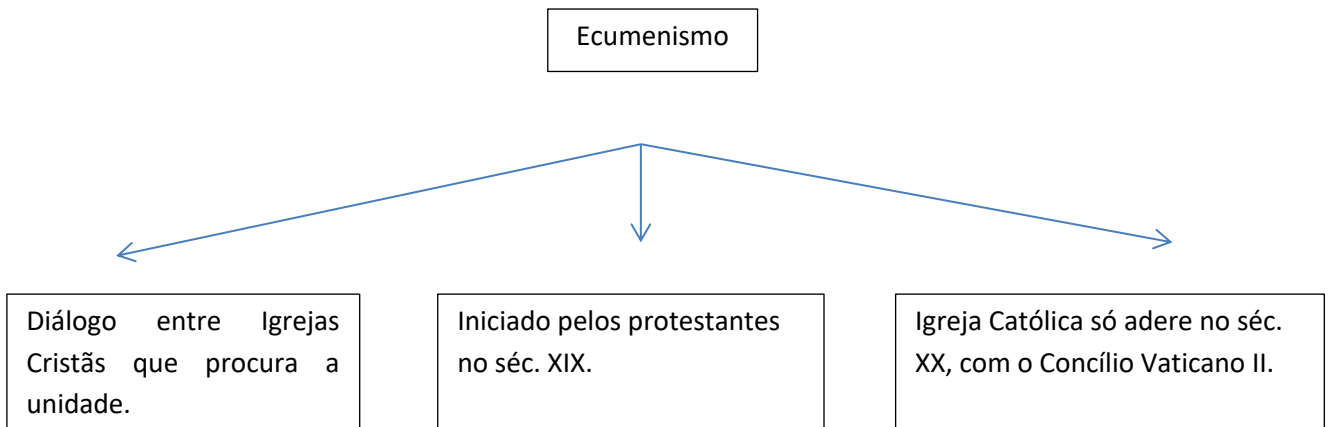 Ecumenismo
Diálogo entre Igrejas
Cristãs que procura a
unidade.
Iniciado pelos protestantes
no séc. XIX.
Igreja Católica só adere no séc.
XX, com o Concílio Vaticano II.